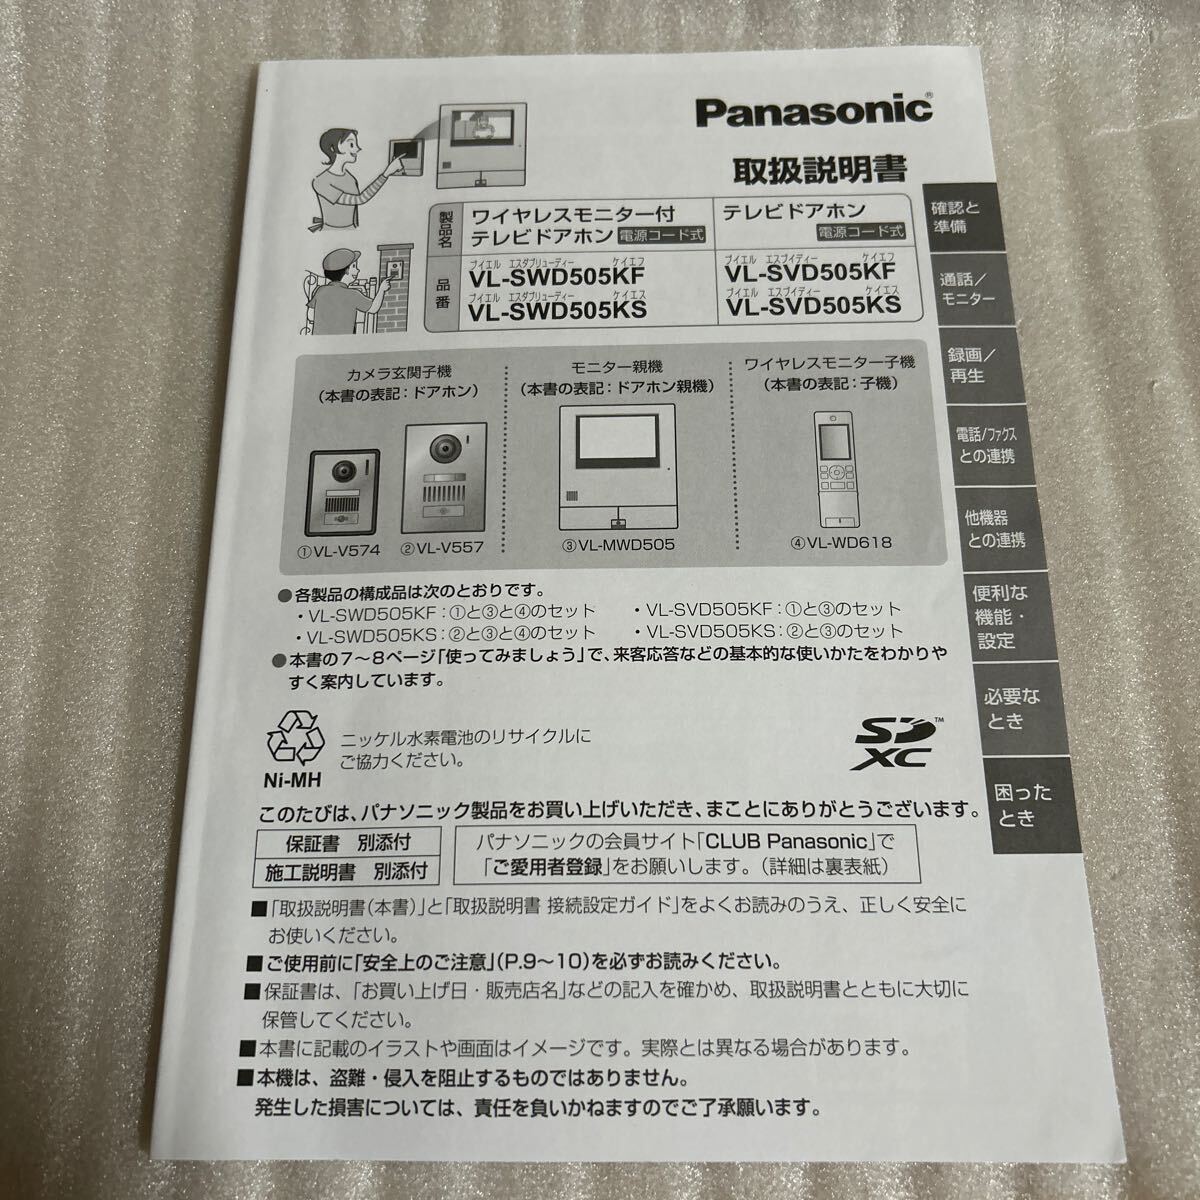 Panasonic®
取扱説明書
製品名
ワイヤレスモニター付
テレビドアホン 電源コード式
テレビドアホン
電源コード式
品番
ブイエル エスダブリューディー ケイエフ
VL-SWD505KF
ブイエル エスダブリューディー ケイエス
VL-SWD505KS
ブイエル エスブイディー ケイエフ
VL-SVD505KF
ブイエル エスブイディー ケイエス
VL-SVD505KS
カメラ玄関子機
(本書の表記:ドアホン)
モニター親機
(本書の表記:ドアホン親機)
ワイヤレスモニター子機
(本書の表記:子機)
①VL-V574 ②VL-V557
③VL-MWD505
④VL-WD618
●各製品の構成品は次のとおりです。
・VL-SWD505KF:①と③と④のセット ・VL-SVD505KF:①と③のセット
・VL-SWD505KS:②と③と④のセット ・VL-SVD505KS:②と③のセット
●本書の7～8ページ「使ってみましょう」で、来客応答などの基本的な使いかたをわかりや
すく案内しています。
Ni-MH
ニッケル水素電池のリサイクルに
ご協力ください。
SD™
XC
このたびは、パナソニック製品をお買い上げいただき、まことにありがとうございます。
保証書 別添付
施工説明書 別添付
パナソニックの会員サイト「CLUB Panasonic」で
「ご愛用者登録」をお願いします。(詳細は裏表紙)
■「取扱説明書(本書)」と「取扱説明書 接続設定ガイド」をよくお読みのうえ、正しく安全に
お使いください。
■ご使用前に「安全上のご注意」(P.9～10)を必ずお読みください。
■保証書は、「お買い上げ日・販売店名」などの記入を確かめ、取扱説明書とともに大切に
保管してください。
■本書に記載のイラストや画面はイメージです。実際とは異なる場合があります。
■本機は、盗難・侵入を阻止するものではありません。
発生した損害については、責任を負いかねますのでご了承願います。
確認と
準備
通話/
モニター
録画/
再生
電話/ファクス
との連携
他機器
との連携
便利な
機能・
設定
必要な
とき
困った
とき